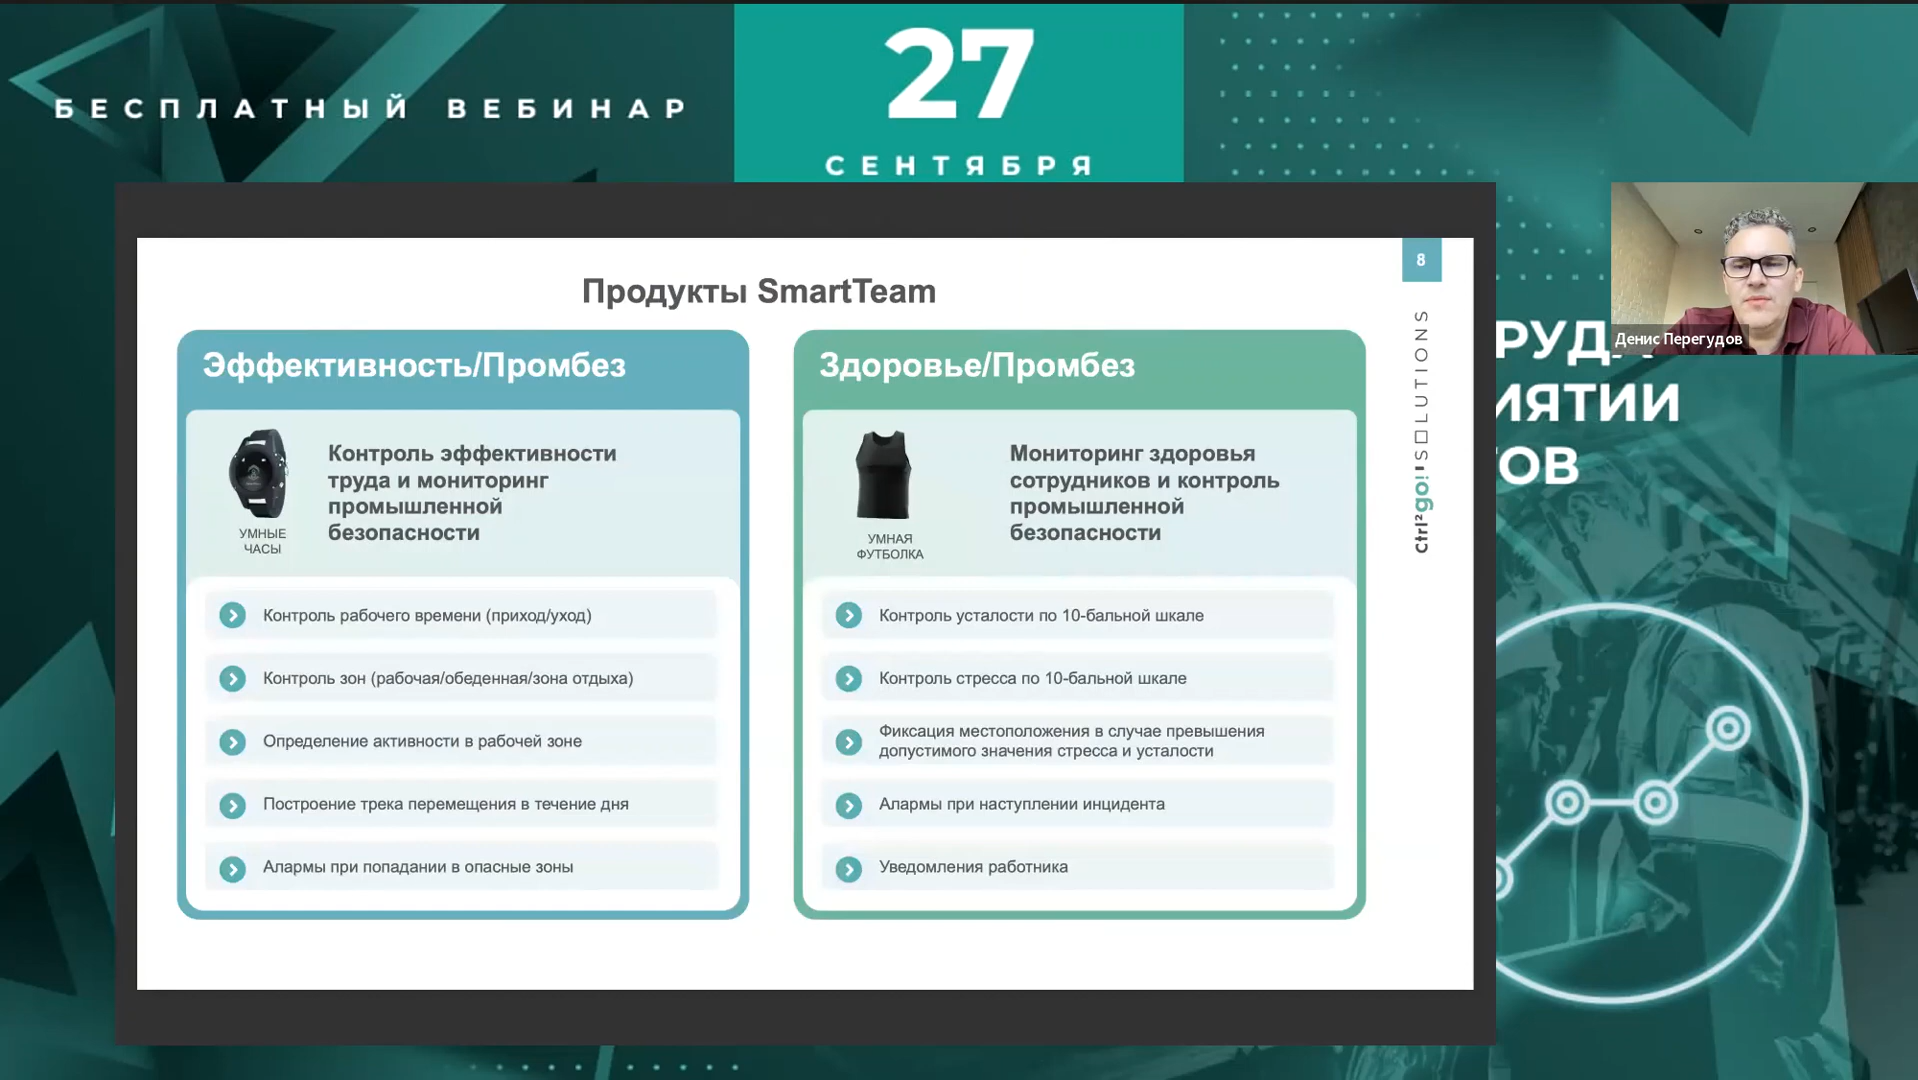 БЕСПЛАТНЫЙ ВЕБИНАР
27
СЕНТЯБРЯ
Продукты SmartTeam
8
Эффективность/Промбез
УМНЫЕ
ЧАСЫ
Контроль эффективности
труда и мониторинг
промышленной
безопасности
Контроль рабочего времени (приход/уход)
Контроль зон (рабочая/обеденная/зона отдыха)
Определение активности в рабочей зоне
Построение трека перемещения в течение дня
Алармы при попадании в опасные зоны
Здоровье/Промбез
УМНАЯ
ФУТБОЛКА
Мониторинг здоровья
сотрудников и контроль
промышленной
безопасности
Контроль усталости по 10-бальной шкале
Контроль стресса по 10-бальной шкале
Фиксация местоположения в случае превышения
допустимого значения стресса и усталости
Алармы при наступлении инцидента
Уведомления работника
Ctrl²go! SOLUTIONS
Денис Перегудов